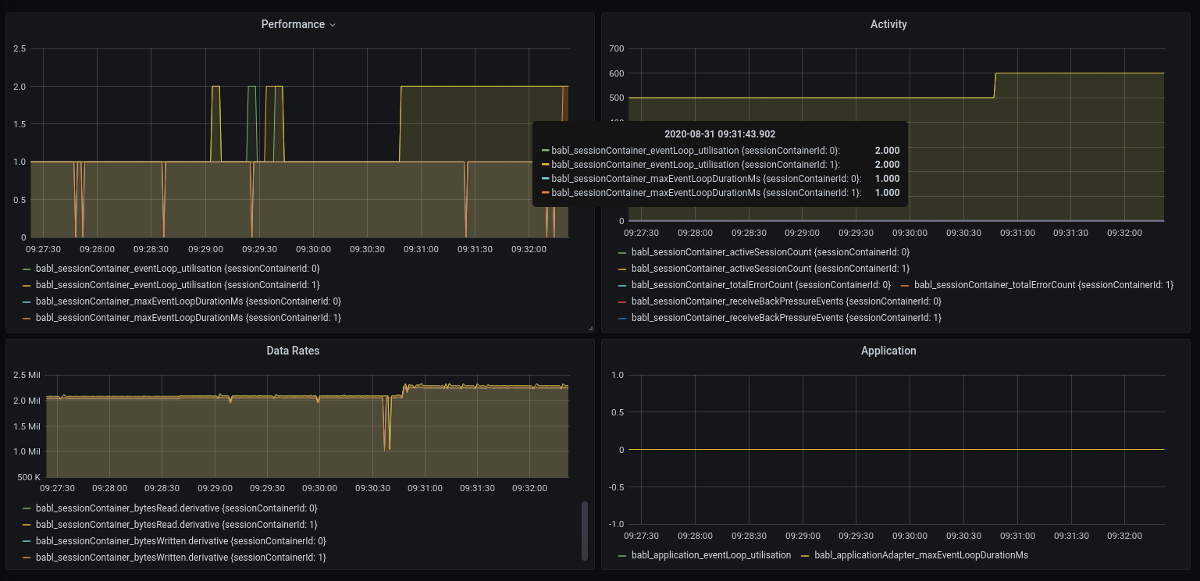 Performance
2.5
2.0
1.5
1.0
0.5
0
09:27:30 09:28:00 09:28:30 09:29:00 09:29:30 09:30:00 09:30:30 09:31:00 09:31:30 09:32:00
babl_sessionContainer_eventLoop_utilisation {sessionContainerId: 0}
babl_sessionContainer_eventLoop_utilisation {sessionContainerId: 1}
babl_sessionContainer_maxEventLoopDurationMs {sessionContainerId: 0}
babl_sessionContainer_maxEventLoopDurationMs {sessionContainerId: 1}
Activity
700
600
500
400
0
2020-08-31 09:31:43.902
babl_sessionContainer_eventLoop_utilisation {sessionContainerId: 0}: 2.000
babl_sessionContainer_eventLoop_utilisation {sessionContainerId: 1}: 2.000
babl_sessionContainer_maxEventLoopDurationMs {sessionContainerId: 0}: 1.000
babl_sessionContainer_maxEventLoopDurationMs {sessionContainerId: 1}: 1.000
09:27:30 09:28:00 09:28:30 09:29:00 09:29:30 09:30:00 09:30:30 09:31:00 09:31:30 09:32:00
babl_sessionContainer_activeSessionCount {sessionContainerId: 0}
babl_sessionContainer_activeSessionCount {sessionContainerId: 1}
babl_sessionContainer_totalErrorCount {sessionContainerId: 0} babl_sessionContainer_totalErrorCount {sessionContainerId: 1}
babl_sessionContainer_receiveBackPressureEvents {sessionContainerId: 0}
babl_sessionContainer_receiveBackPressureEvents {sessionContainerId: 1}
Data Rates
2.5 Mil
2.0 Mil
1.5 Mil
1.0 Mil
500 K
09:27:30 09:28:00 09:28:30 09:29:00 09:29:30 09:30:00 09:30:30 09:31:00 09:31:30 09:32:00
babl_sessionContainer_bytesRead.derivative {sessionContainerId: 0}
babl_sessionContainer_bytesRead.derivative {sessionContainerId: 1}
babl_sessionContainer_bytesWritten.derivative {sessionContainerId: 0}
babl_sessionContainer_bytesWritten.derivative {sessionContainerId: 1}
Application
1.0
0.5
0
-0.5
-1.0
09:27:30 09:28:00 09:28:30 09:29:00 09:29:30 09:30:00 09:30:30 09:31:00 09:31:30 09:32:00
babl_application_eventLoop_utilisation babl_applicationAdapter_maxEventLoopDurationMs